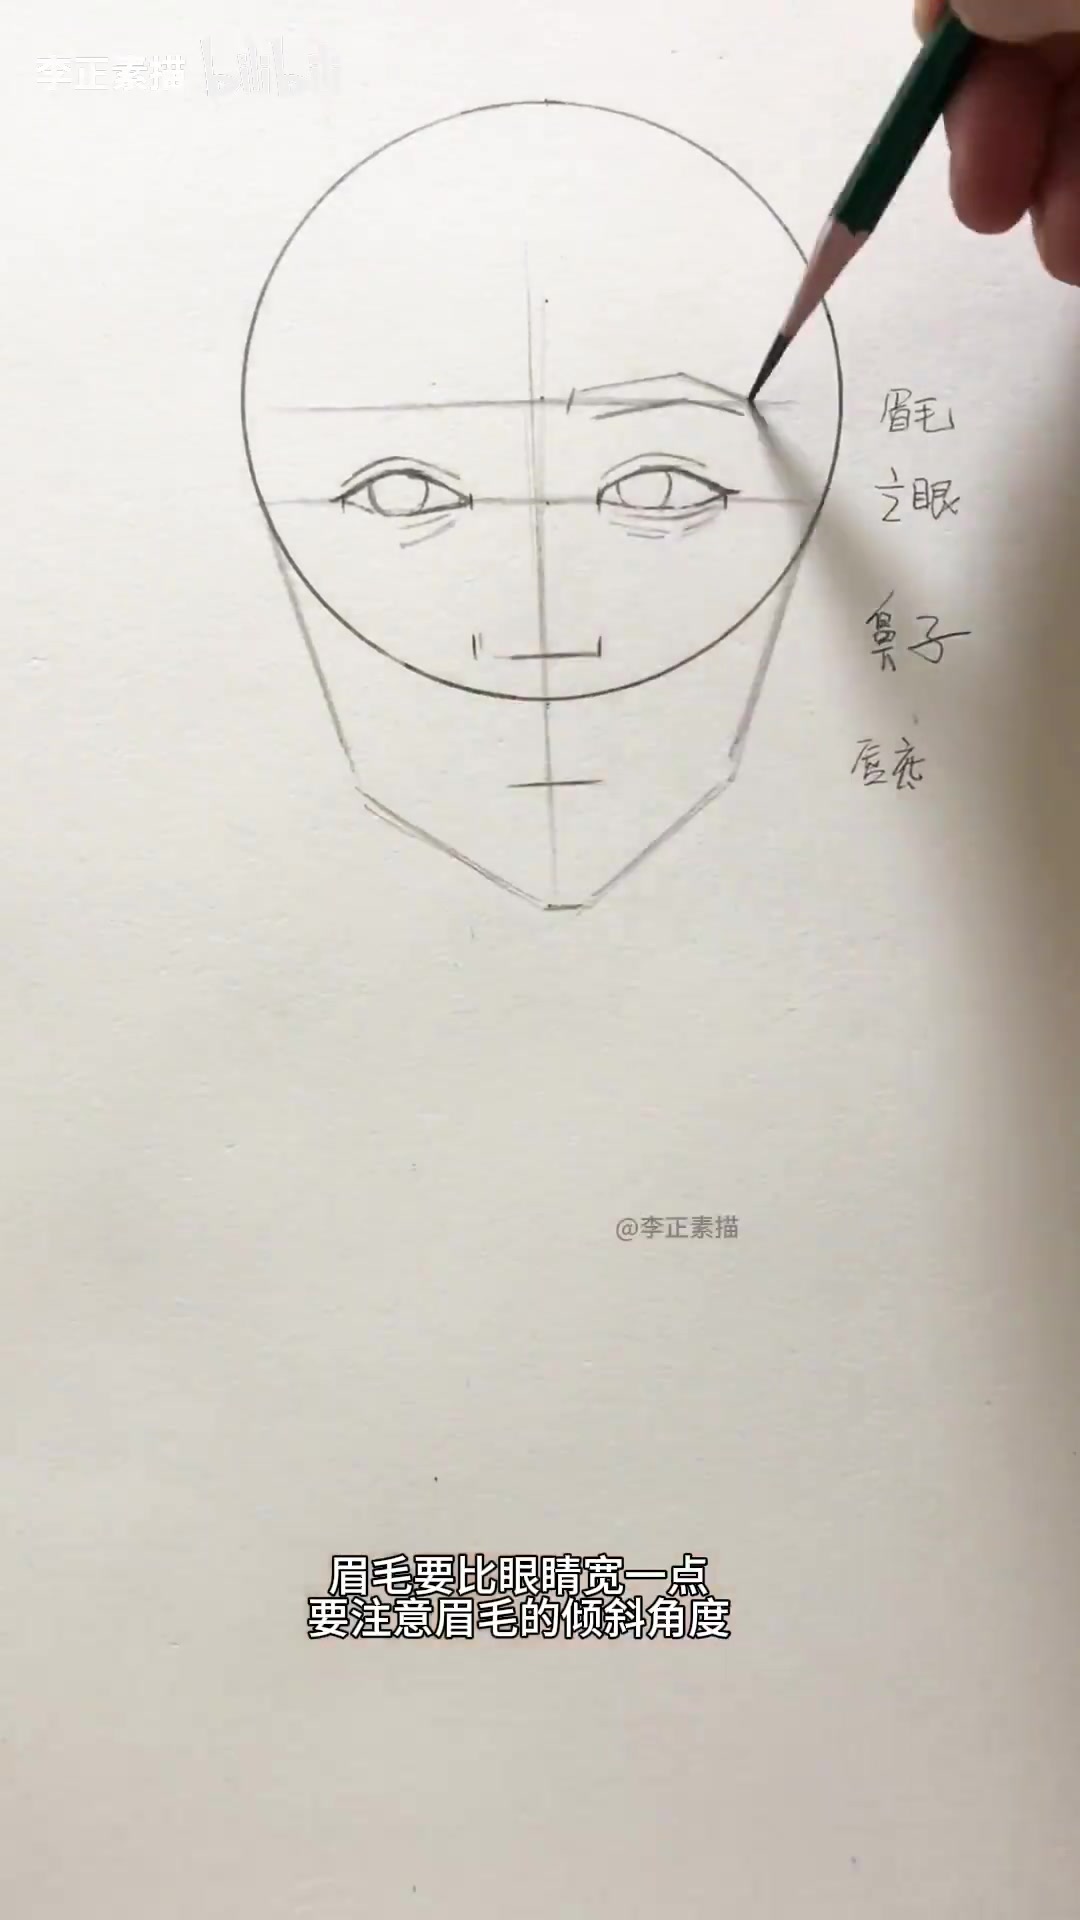 李正素描 bilibili
眉毛
立眼
鼻子
唇底
@李正素描
眉毛要比眼睛宽一点
要注意眉毛的倾斜角度